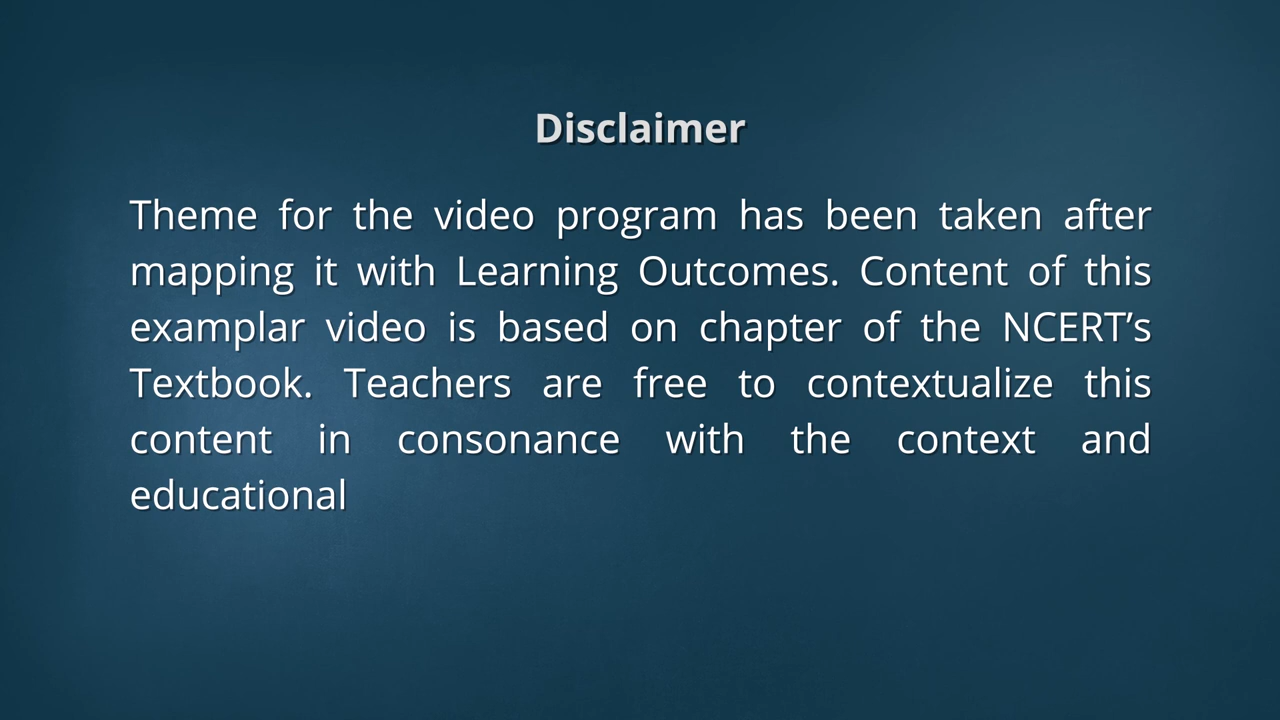 Disclaimer
Theme for the video program has been taken after
mapping it with Learning Outcomes. Content of this
examplar video is based on chapter of the NCERT’s
Textbook. Teachers are free to contextualize this
content in consonance with the context and
educational